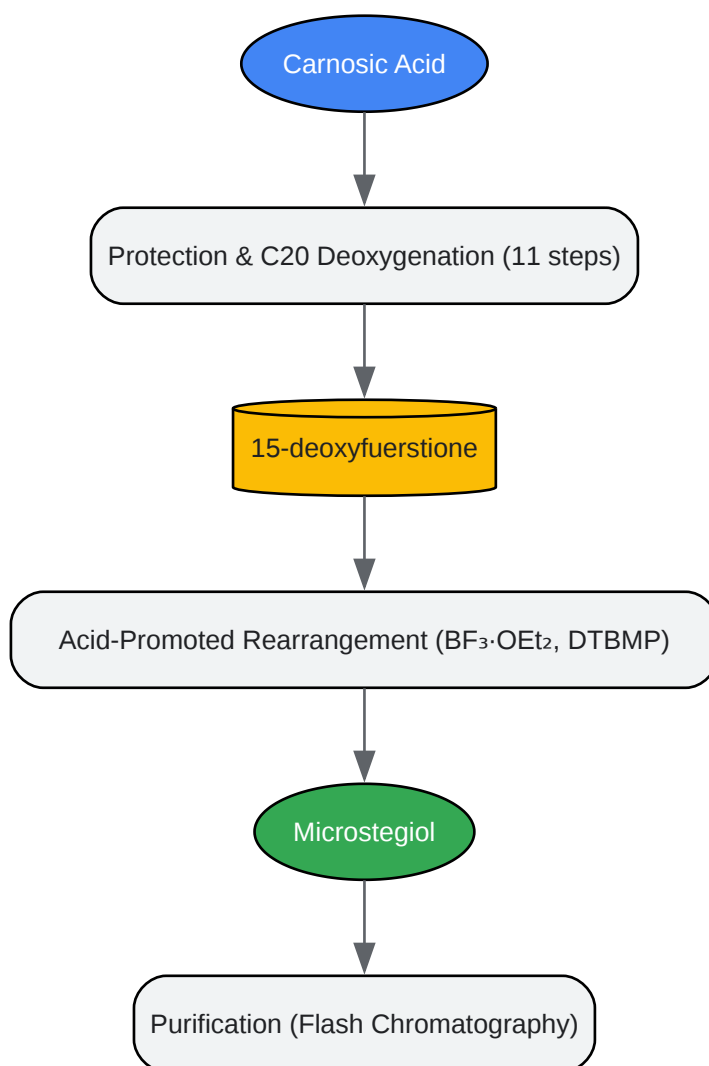 Carnosic Acid
Protection & C20 Deoxygenation (11 steps)
15-deoxyfuerstione
Acid-Promoted Rearrangement (BF₃·OEt₂, DTBMP)
Microstegiol
Purification (Flash Chromatography)